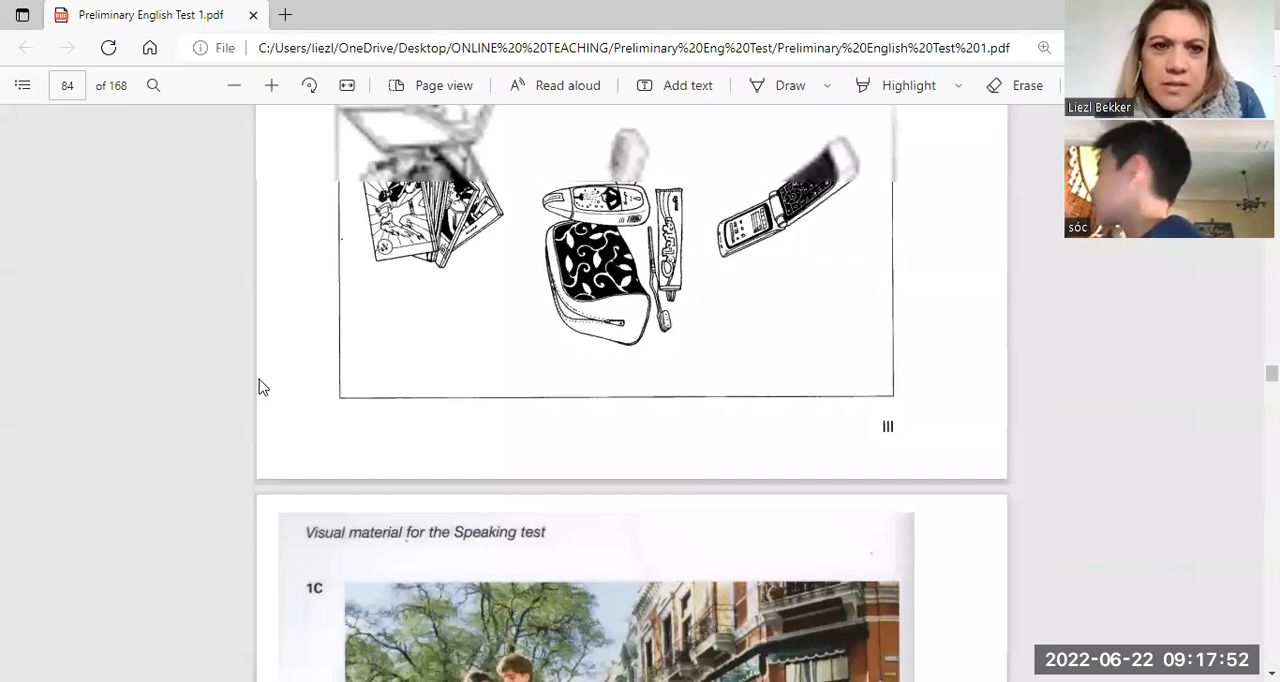 Preliminary English Test 1.pdf
File
C:/Users/liezl/OneDrive/Desktop/ONLINE%20%20TEACHING/Preliminary%20Eng%20Test/Preliminary%20English%20Test%201.pdf
84 of 168
Page view
Read aloud
Add text
Draw
Highlight
Erase
Liezl Bekker
sóc
III
Visual material for the Speaking test
1C
2022-06-22 09:17:52